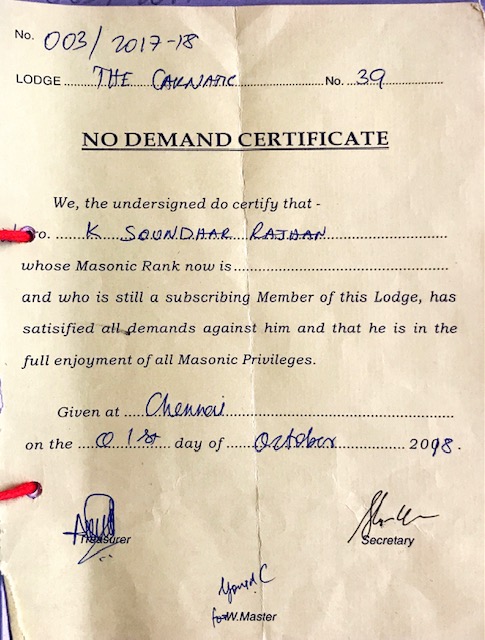 No. 003/2017-18
LODGE THE CARNATIC No. 39
NO DEMAND CERTIFICATE
We, the undersigned do certify that -
Bro. K SOUNDHAR RAJHAN
whose Masonic Rank now is
and who is still a subscribing Member of this Lodge, has
satisified all demands against him and that he is in the
full enjoyment of all Masonic Privileges.
Given at Chennai
on the 01st day of October 2018.
Treasurer
Secretary
for W.Master